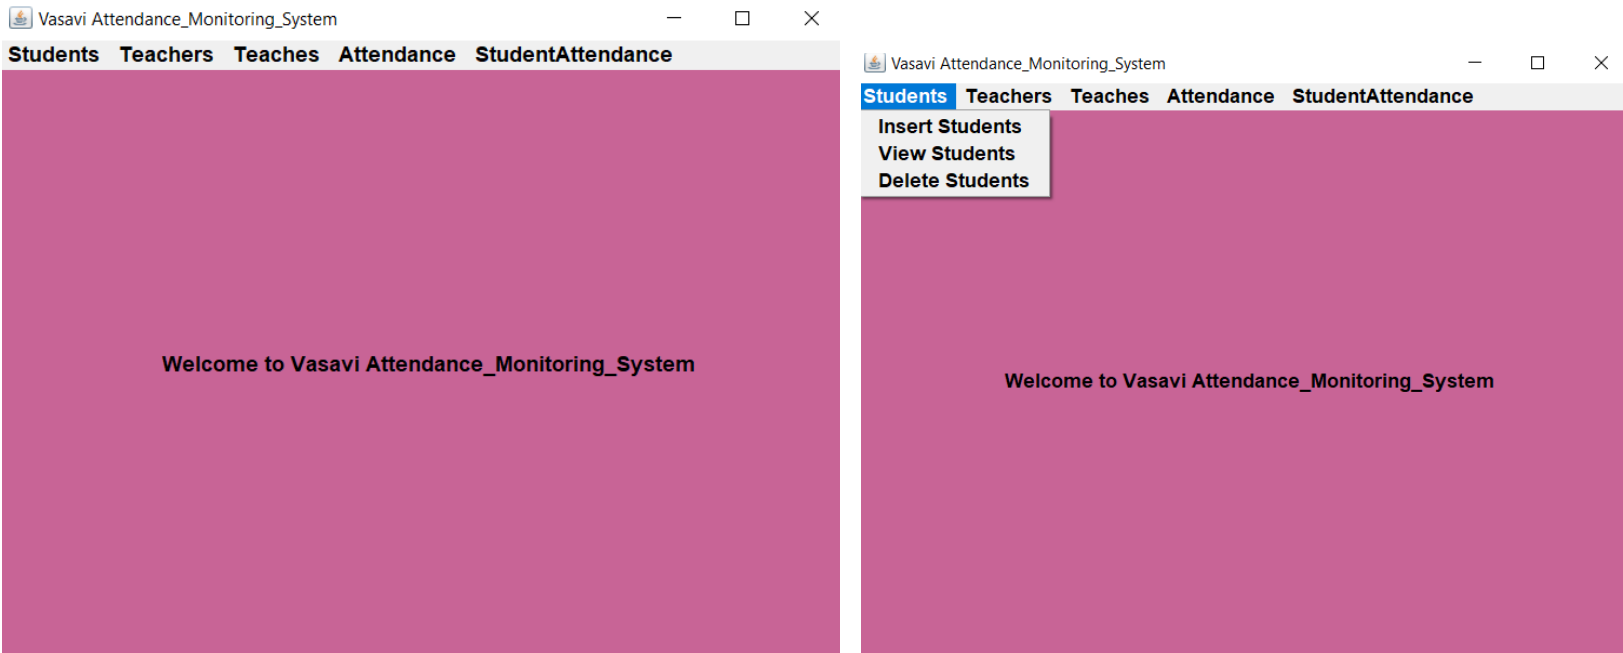 Vasavi Attendance_Monitoring_System
Students Teachers Teaches Attendance StudentAttendance
Welcome to Vasavi Attendance_Monitoring_System
Vasavi Attendance_Monitoring_System
Students Teachers Teaches Attendance StudentAttendance
Insert Students
View Students
Delete Students
Welcome to Vasavi Attendance_Monitoring_System